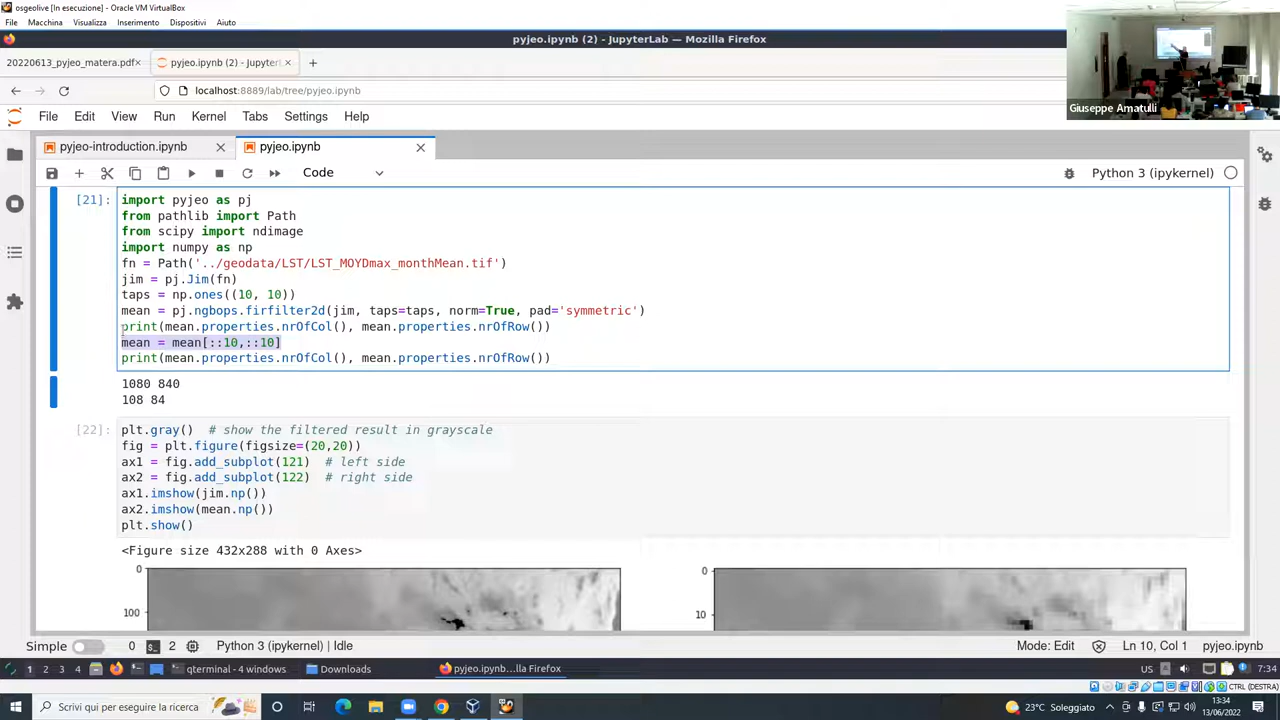 osgeolive [In esecuzione] - Oracle VM VirtualBox
File Macchina Visualizza Inserimento Dispositivi Aiuto
pyjeo.ipynb (2) - JupyterLab — Mozilla Firefox
20220613_pyjeo_matera.pdf× pyjeo.ipynb (2) - JupyterL ×
localhost:8889/lab/tree/pyjeo.ipynb
Giuseppe Amatulli
File Edit View Run Kernel Tabs Settings Help
pyjeo-introduction.ipynb pyjeo.ipynb
Code Python 3 (ipykernel)
[21]: import pyjeo as pj
from pathlib import Path
from scipy import ndimage
import numpy as np
fn = Path('../geodata/LST/LST_MOYDmax_monthMean.tif')
jim = pj.Jim(fn)
taps = np.ones((10, 10))
mean = pj.ngbops.firfilter2d(jim, taps=taps, norm=True, pad='symmetric')
print(mean.properties.nrOfCol(), mean.properties.nrOfRow())
mean = mean[::10,::10]
print(mean.properties.nrOfCol(), mean.properties.nrOfRow())
1080 840
108 84
[22]: plt.gray() # show the filtered result in grayscale
fig = plt.figure(figsize=(20,20))
ax1 = fig.add_subplot(121) # left side
ax2 = fig.add_subplot(122) # right side
ax1.imshow(jim.np())
ax2.imshow(mean.np())
plt.show()
<Figure size 432x288 with 0 Axes>
0 0
100 10
Simple 0 2 Python 3 (ipykernel) | Idle Mode: Edit Ln 10, Col 1 pyjeo.ipynb
1 2 3 4 qterminal - 4 windows Downloads pyjeo.ipynb...lla Firefox US 7:34
CTRL (DESTRA)
Scrivi qui per eseguire la ricerca 23°C Soleggiato 13:34
13/06/2022